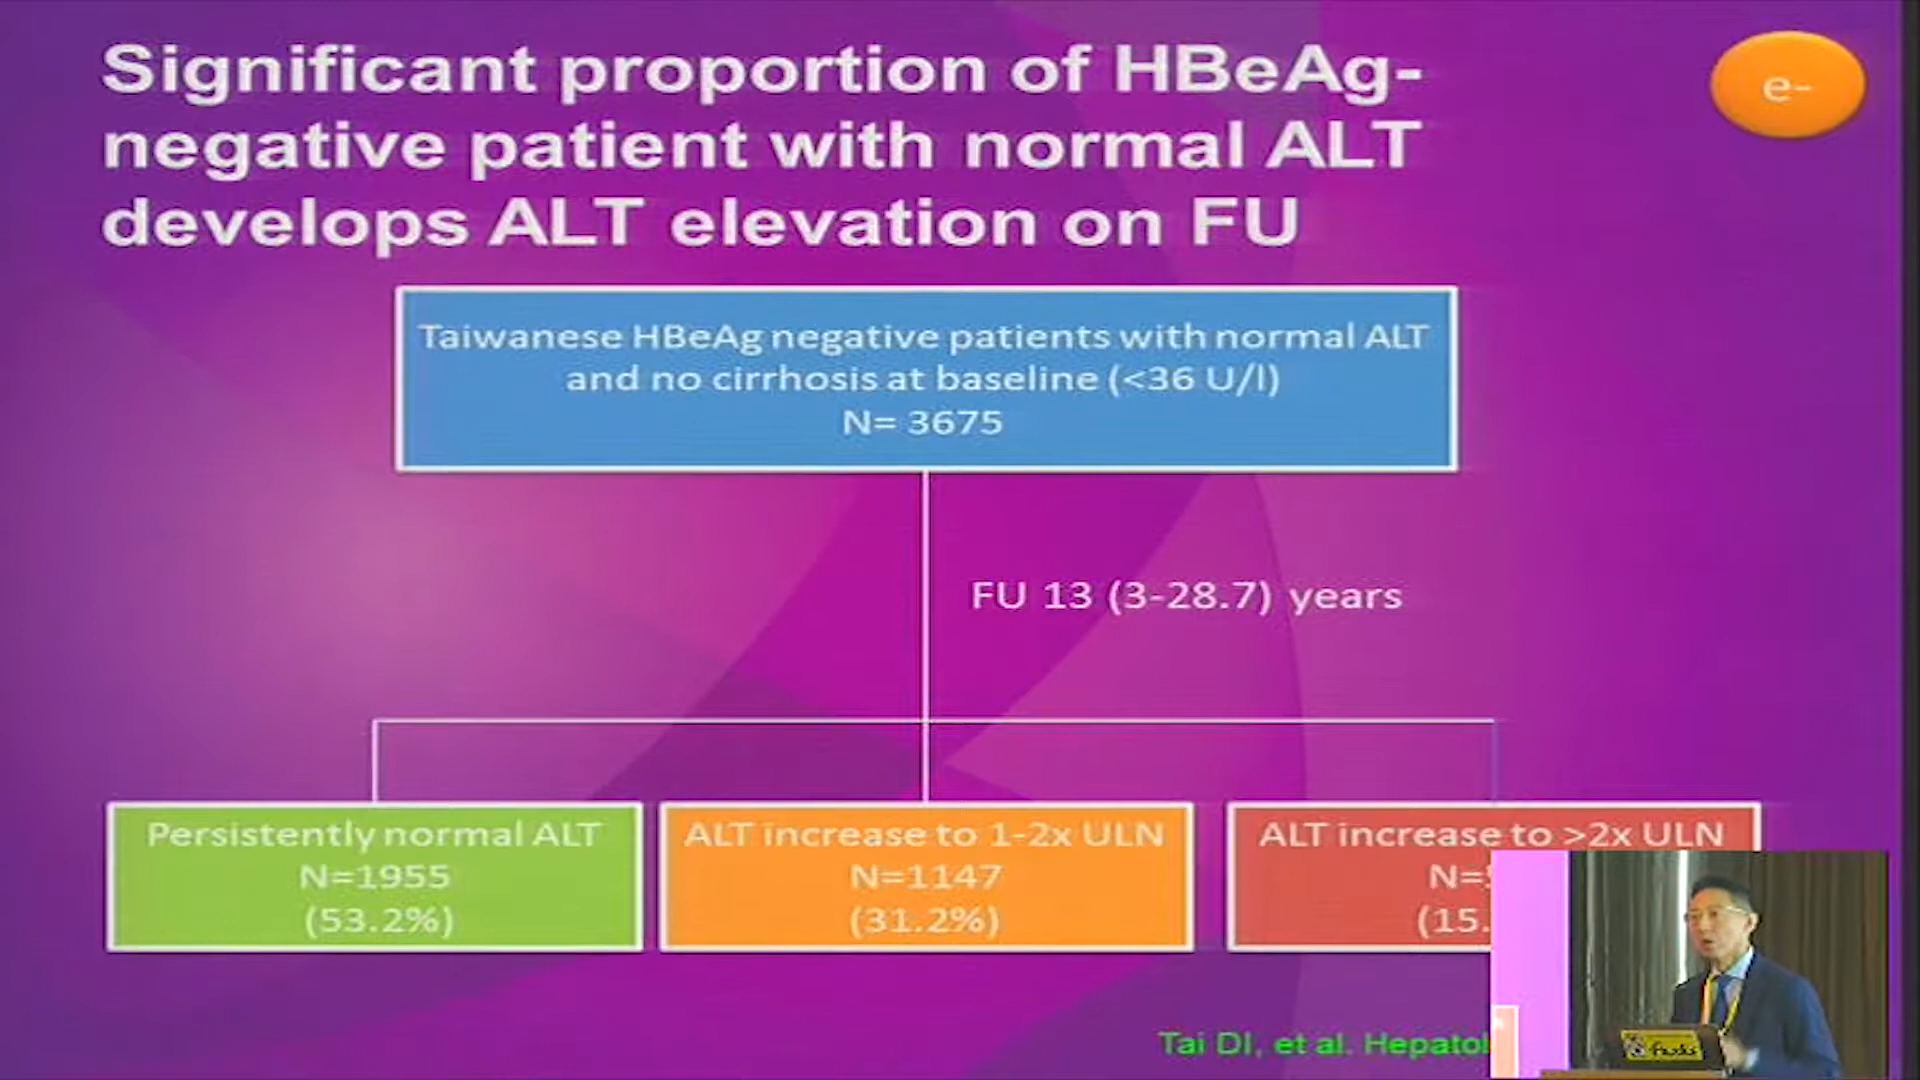 Significant proportion of HBeAg-
negative patient with normal ALT
develops ALT elevation on FU
e-
Taiwanese HBeAg negative patients with normal ALT
and no cirrhosis at baseline (<36 U/l)
N= 3675
FU 13 (3-28.7) years
Persistently normal ALT
N=1955
(53.2%)
ALT increase to 1-2x ULN
N=1147
(31.2%)
ALT increase to >2x ULN
N=
(15.
Tai DI, et al.